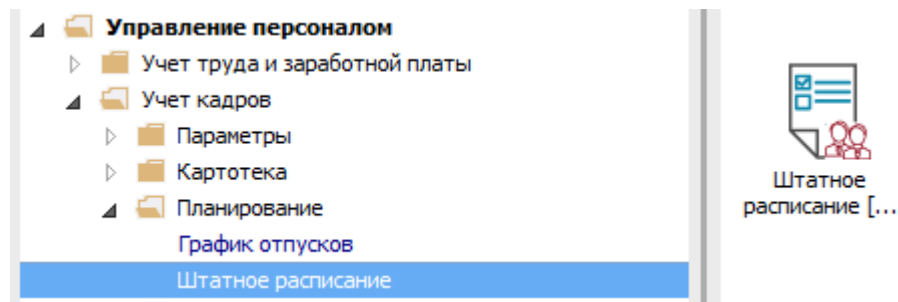 Управление персоналом
Учет труда и заработной платы
Учет кадров
Параметры
Картотека
Планирование
График отпусков
Штатное расписание
Штатное
расписание [...